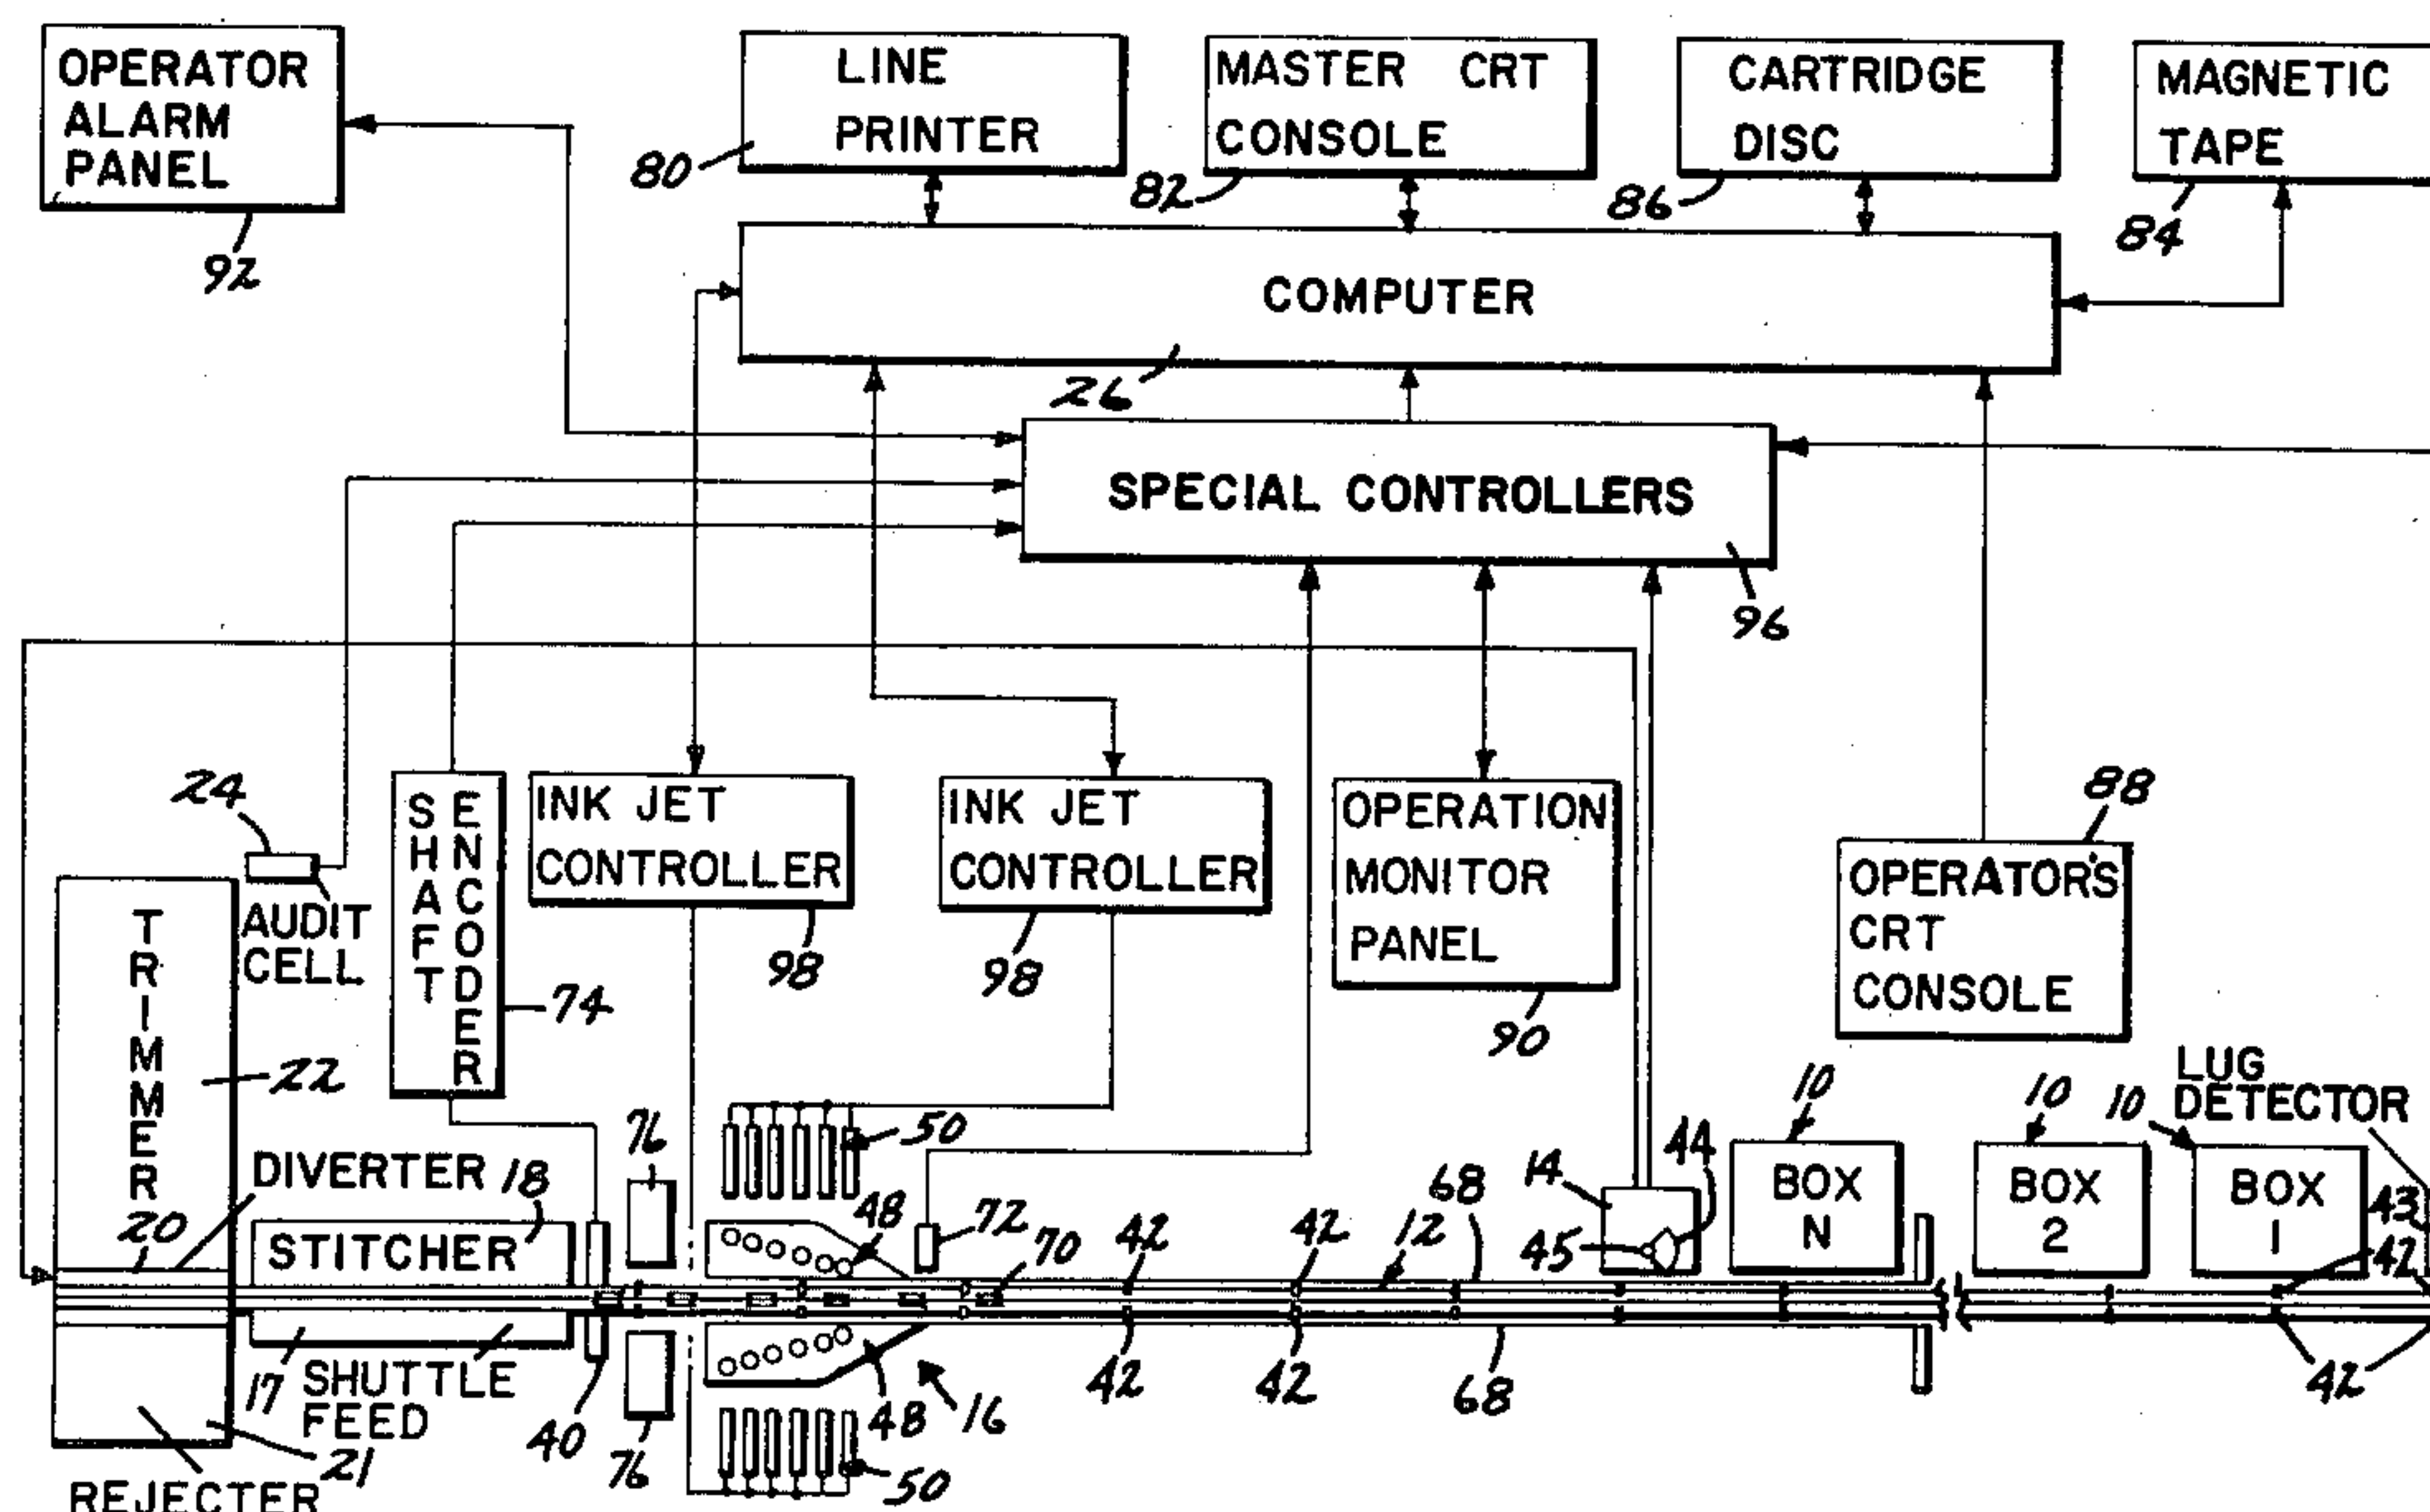 OPERATOR
ALARM
PANEL
92
LINE
PRINTER
80
MASTER CRT
CONSOLE
82
CARTRIDGE
DISC
86
MAGNETIC
TAPE
84
COMPUTER
26
SPECIAL CONTROLLERS
96
24
AUDIT
CELL
SHAFT
ENCODER
74
INK JET
CONTROLLER
98
INK JET
CONTROLLER
98
OPERATION
MONITOR
PANEL
90
88
OPERATOR'S
CRT
CONSOLE
TRIMMER
22
DIVERTER
20
18
STITCHER
17
SHUTTLE
FEED
21
REJECTER
40
76
76
50
48
72
70
48
16
50
42
42
12
68
42
42
68
14
45
44
10
BOX
N
10
BOX
2
10
LUG
DETECTOR
BOX
1
43
42
42